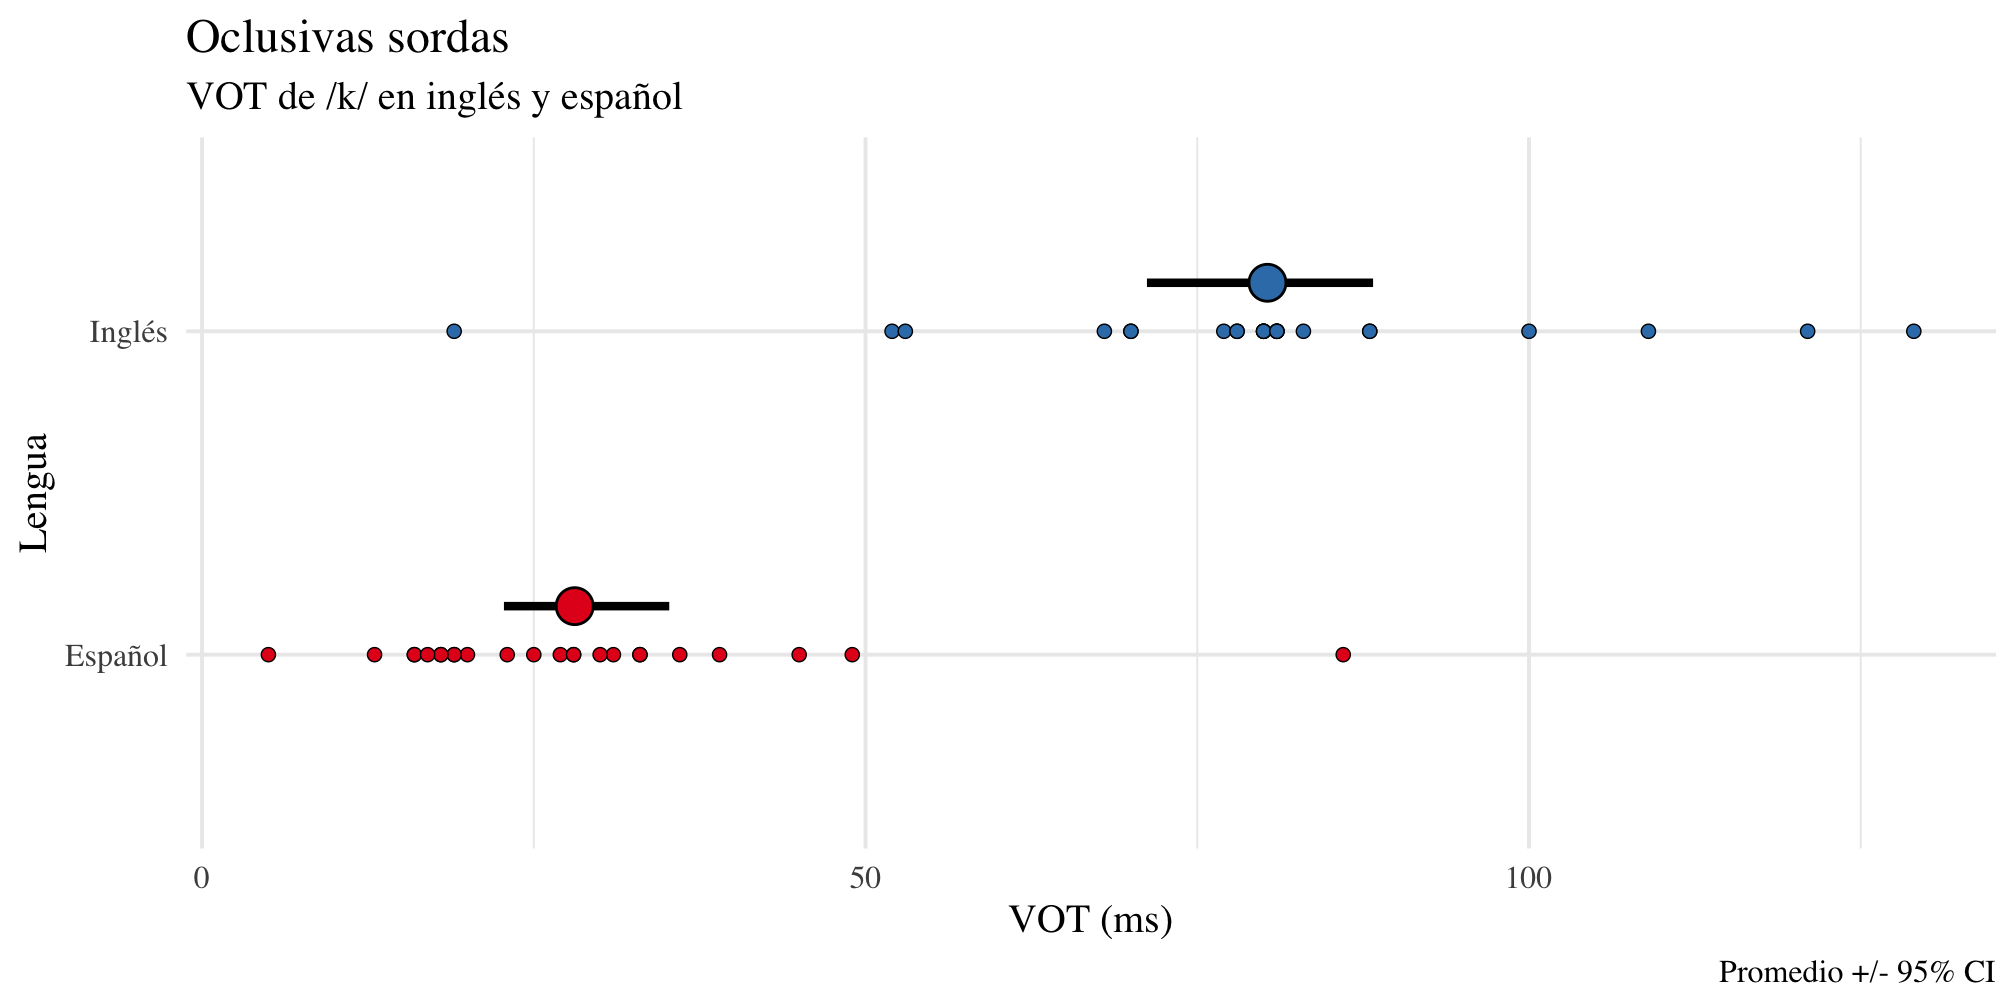 Oclusivas sordas
VOT de /k/ en inglés y español
Inglés
Lengua
Español
0 50 100
VOT (ms)
Promedio +/- 95% CI